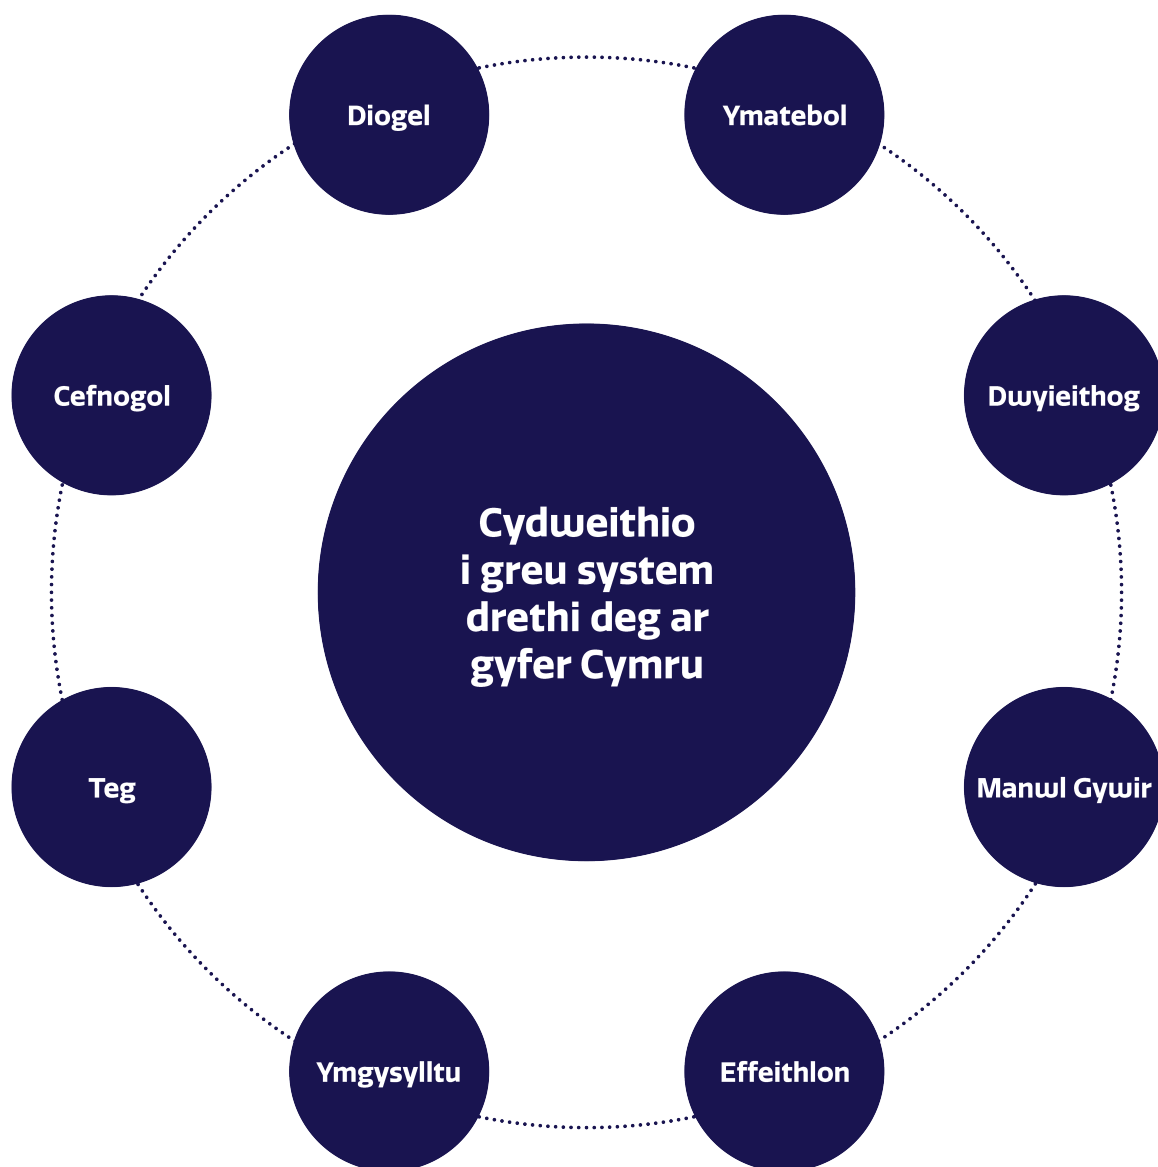 Diogel
Ymatebol
Cefnogol
Dwyieithog
Cydweithio
i greu system
drethi deg ar
gyfer Cymru
Teg
Manwl Gywir
Ymgysylltu
Effeithlon